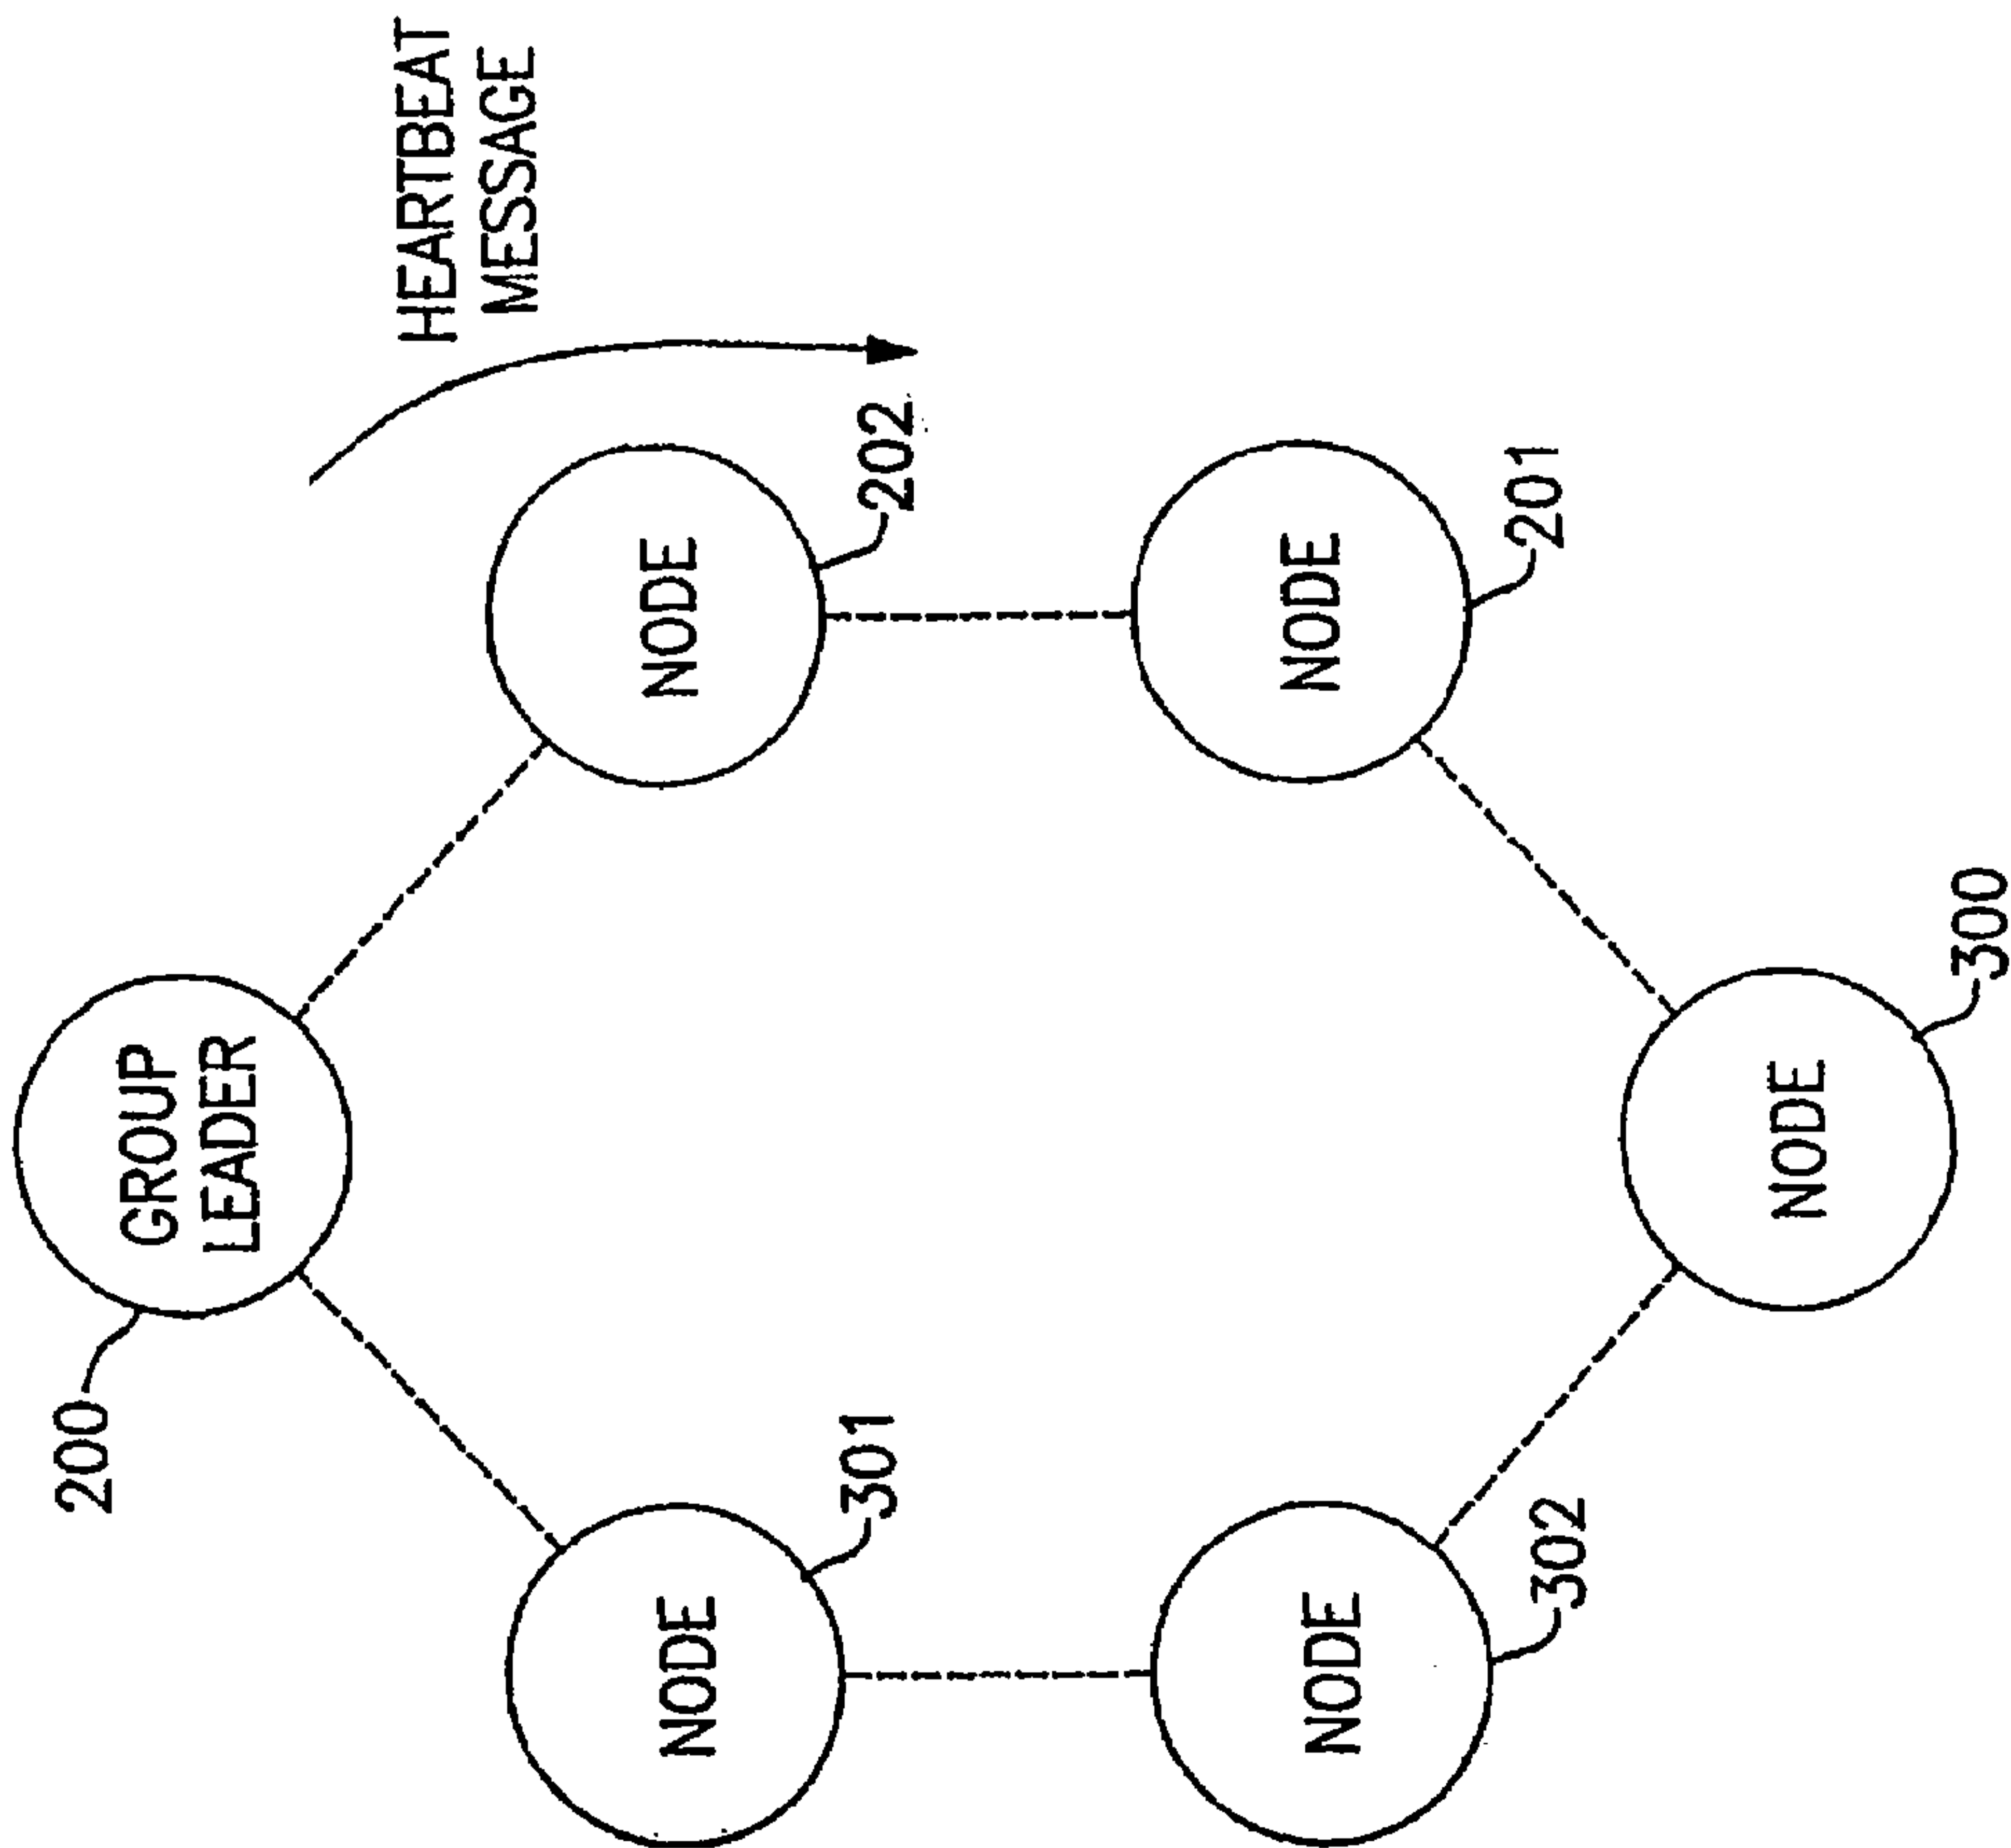 HEARTBEAT
MESSAGE
GROUP
LEADER
200
NODE
202
NODE
201
NODE
300
NODE
302
NODE
301